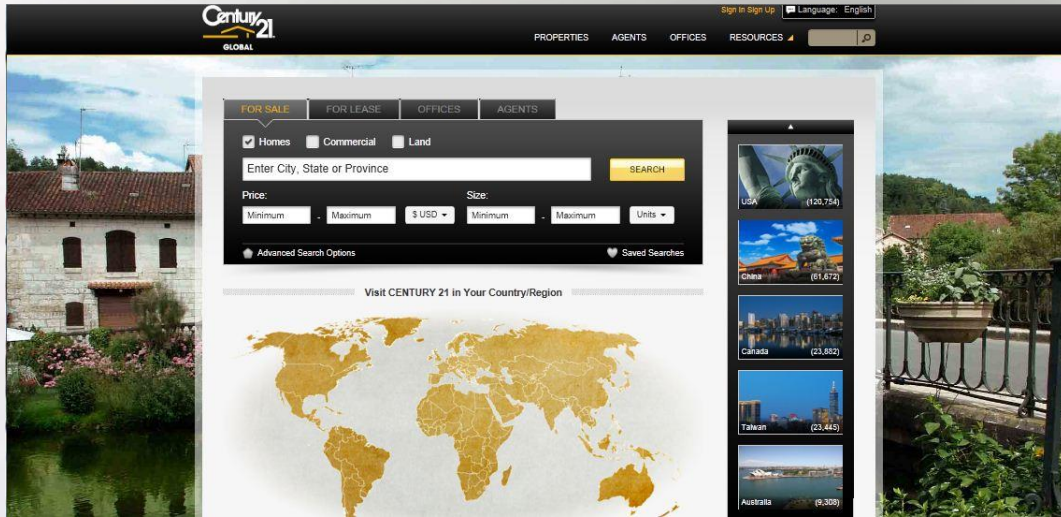 Century 21
GLOBAL
Sign In Sign Up
Language: English
PROPERTIES AGENTS OFFICES RESOURCES
FOR SALE FOR LEASE OFFICES AGENTS
Homes Commercial Land
Enter City, State or Province SEARCH
Price: Size:
Minimum - Maximum $ USD Minimum - Maximum Units
Advanced Search Options Saved Searches
Visit CENTURY 21 in Your Country/Region
USA (120,754)
China (61,672)
Canada (23,882)
Taiwan (23,445)
Australia (9,308)